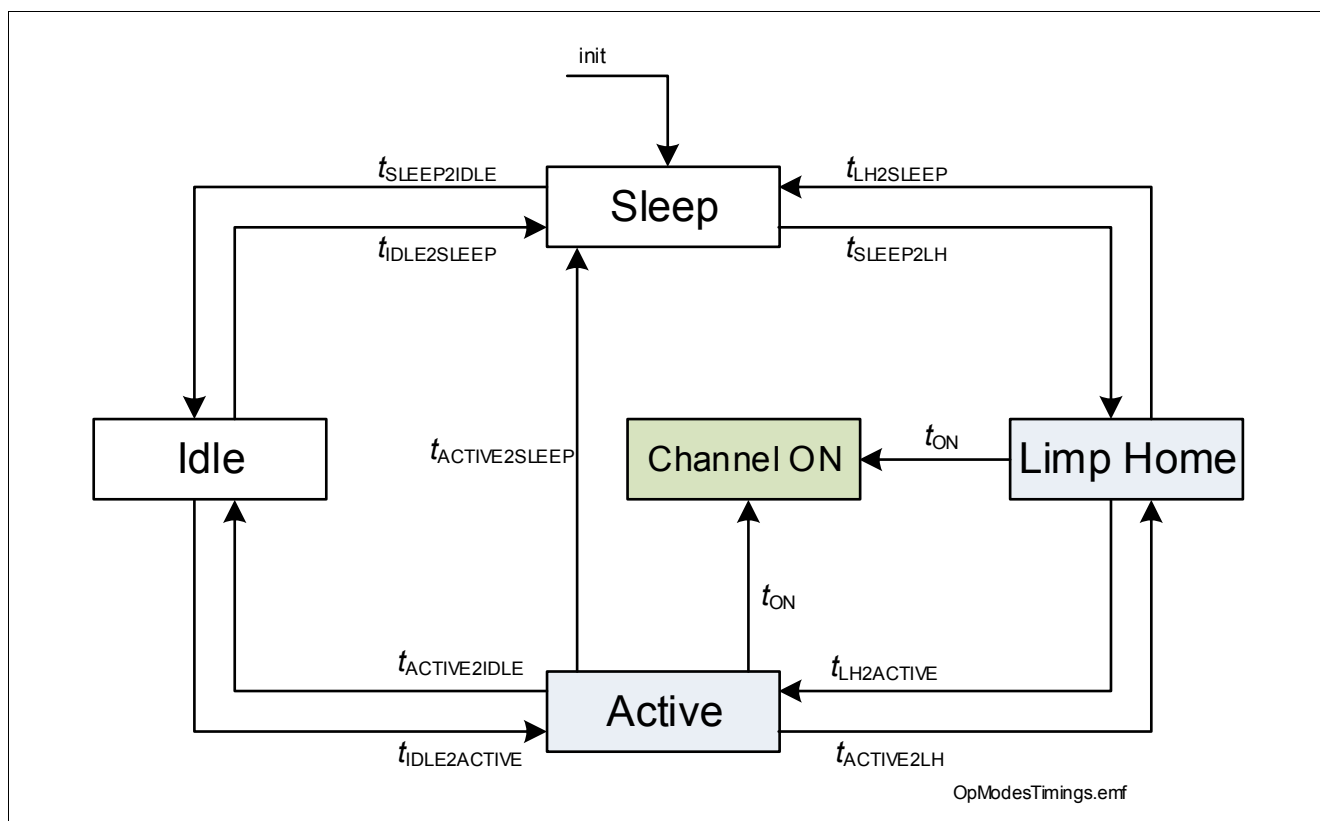 init
tSLEEP2IDLE
tLH2SLEEP
Sleep
tIDLE2SLEEP
tSLEEP2LH
Idle
tACTIVE2SLEEP
Channel ON
tON
Limp Home
tON
tACTIVE2IDLE
tLH2ACTIVE
Active
tIDLE2ACTIVE
tACTIVE2LH
OpModesTimings.emf